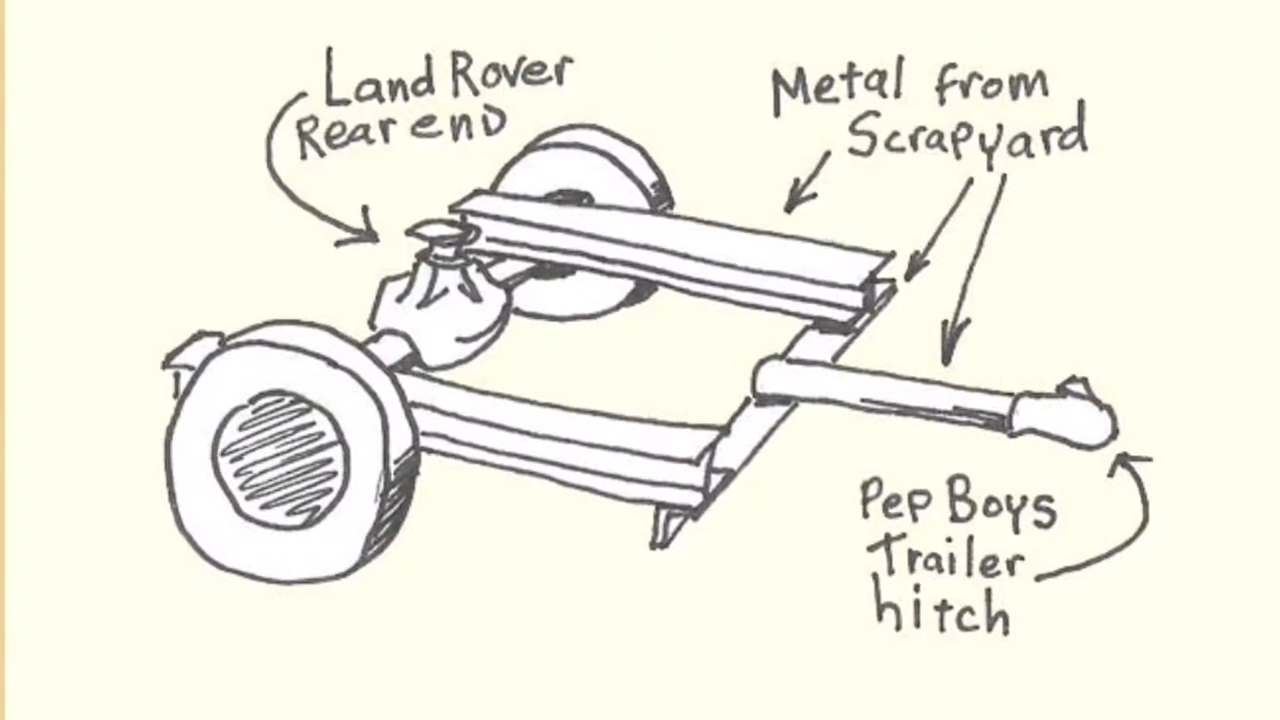 Land Rover
Rear end
Metal from
Scrapyard
Pep Boys
Trailer
hitch